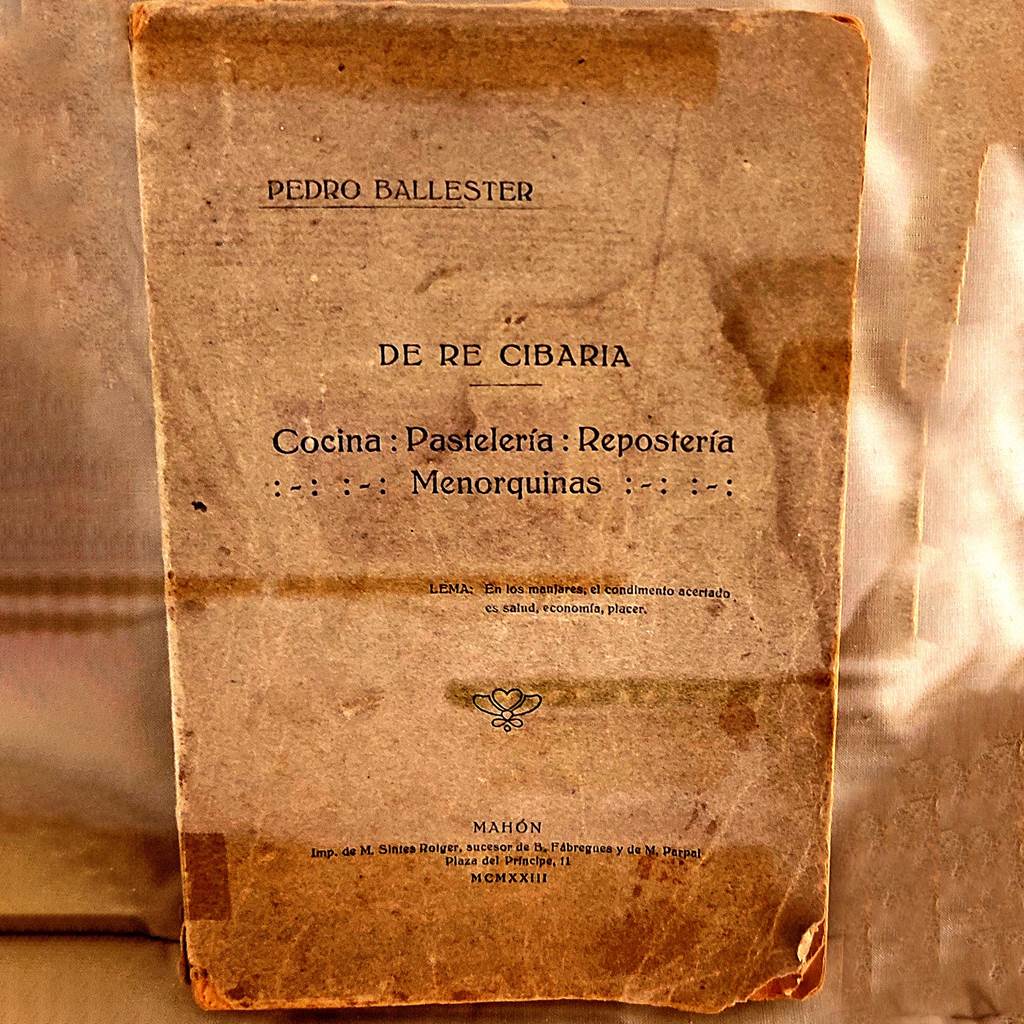 PEDRO BALLESTER
DE RE CIBARIA
Cocina : Pastelería : Repostería
:-: :-: Menorquinas :-: :-:
LEMA: En los manjares, el condimento acertado
es salud, economía, placer.
MAHÓN
Imp. de M. Sintes Rotger, sucesor de B. Fábregues y de M. Parpal
Plaza del Príncipe, 11
MCMXXIII